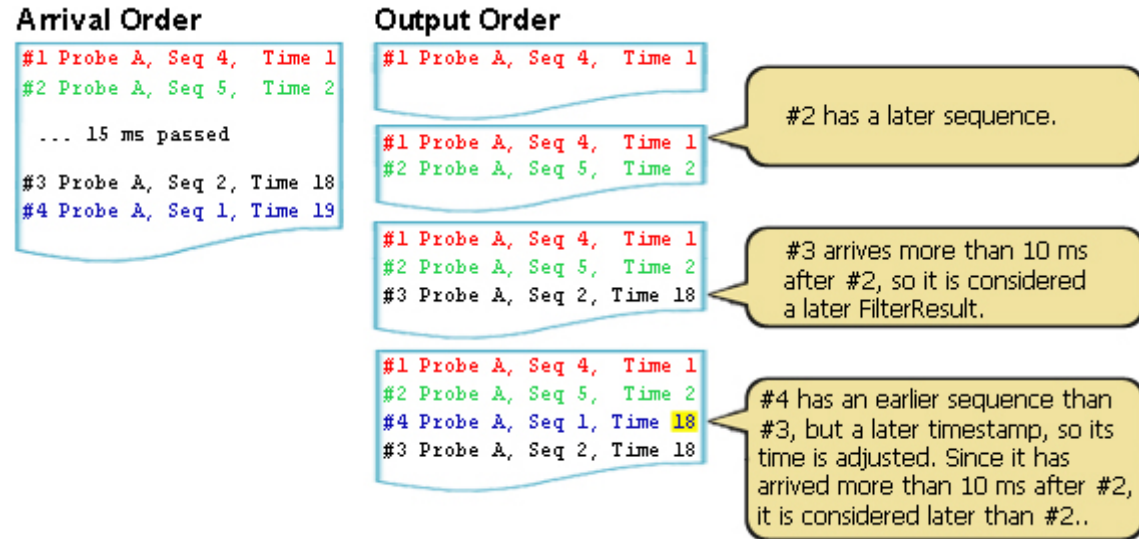 Arrival Order
#1 Probe A, Seq 4, Time 1
#2 Probe A, Seq 5, Time 2
... 15 ms passed
#3 Probe A, Seq 2, Time 18
#4 Probe A, Seq 1, Time 19
Output Order
#1 Probe A, Seq 4, Time 1
#1 Probe A, Seq 4, Time 1
#2 Probe A, Seq 5, Time 2
#2 has a later sequence.
#1 Probe A, Seq 4, Time 1
#2 Probe A, Seq 5, Time 2
#3 Probe A, Seq 2, Time 18
#3 arrives more than 10 ms
after #2, so it is considered
a later FilterResult.
#1 Probe A, Seq 4, Time 1
#2 Probe A, Seq 5, Time 2
#4 Probe A, Seq 1, Time 18
#3 Probe A, Seq 2, Time 18
#4 has an earlier sequence than
#3, but a later timestamp, so its
time is adjusted. Since it has
arrived more than 10 ms after #2,
it is considered later than #2..